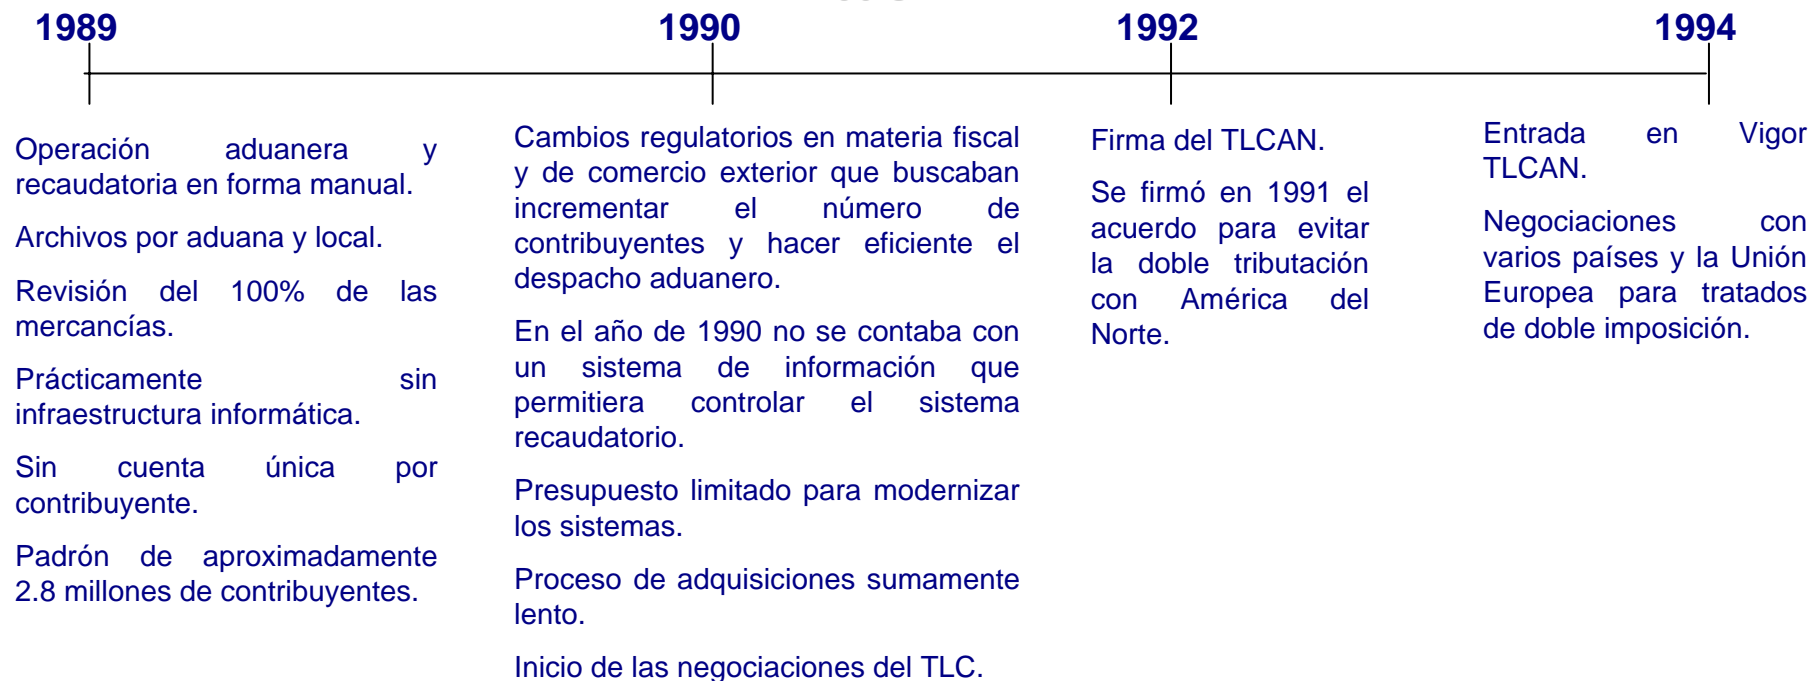 1989
1990
1992
1994
Operación aduanera y
recaudatoria en forma manual.
Archivos por aduana y local.
Revisión del 100% de las
mercancías.
Prácticamente sin
infraestructura informática.
Sin cuenta única por
contribuyente.
Padrón de aproximadamente
2.8 millones de contribuyentes.
Cambios regulatorios en materia fiscal
y de comercio exterior que buscaban
incrementar el número de
contribuyentes y hacer eficiente el
despacho aduanero.
En el año de 1990 no se contaba con
un sistema de información que
permitiera controlar el sistema
recaudatorio.
Presupuesto limitado para modernizar
los sistemas.
Proceso de adquisiciones sumamente
lento.
Inicio de las negociaciones del TLC.
Firma del TLCAN.
Se firmó en 1991 el
acuerdo para evitar
la doble tributación
con América del
Norte.
Entrada en Vigor
TLCAN.
Negociaciones con
varios países y la Unión
Europea para tratados
de doble imposición.